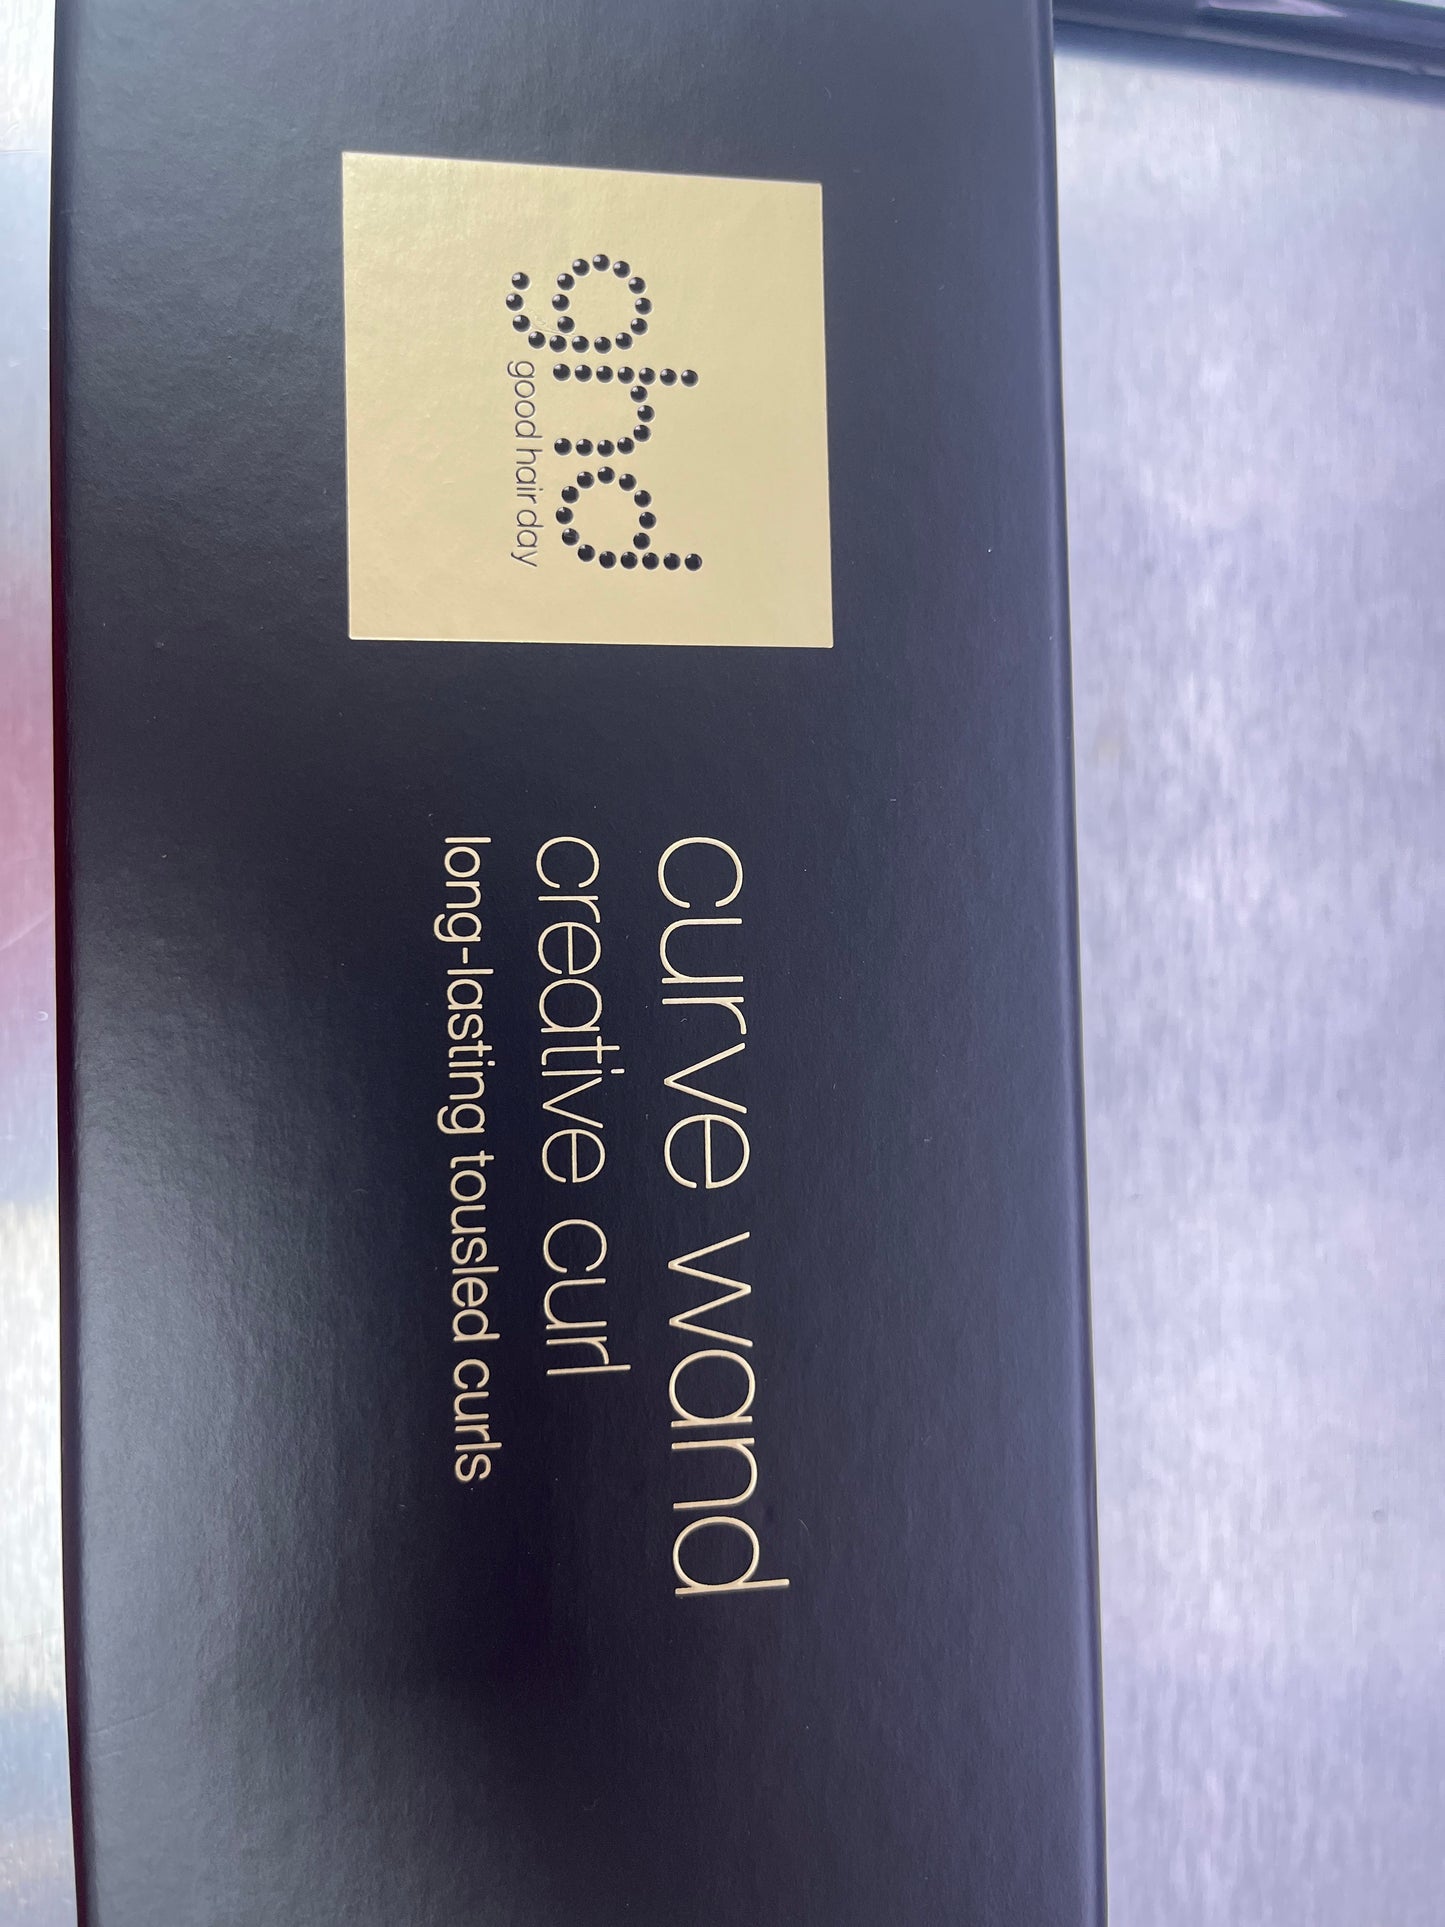 ghd
good hair day
curve wand
creative curl
long-lasting tousled curls